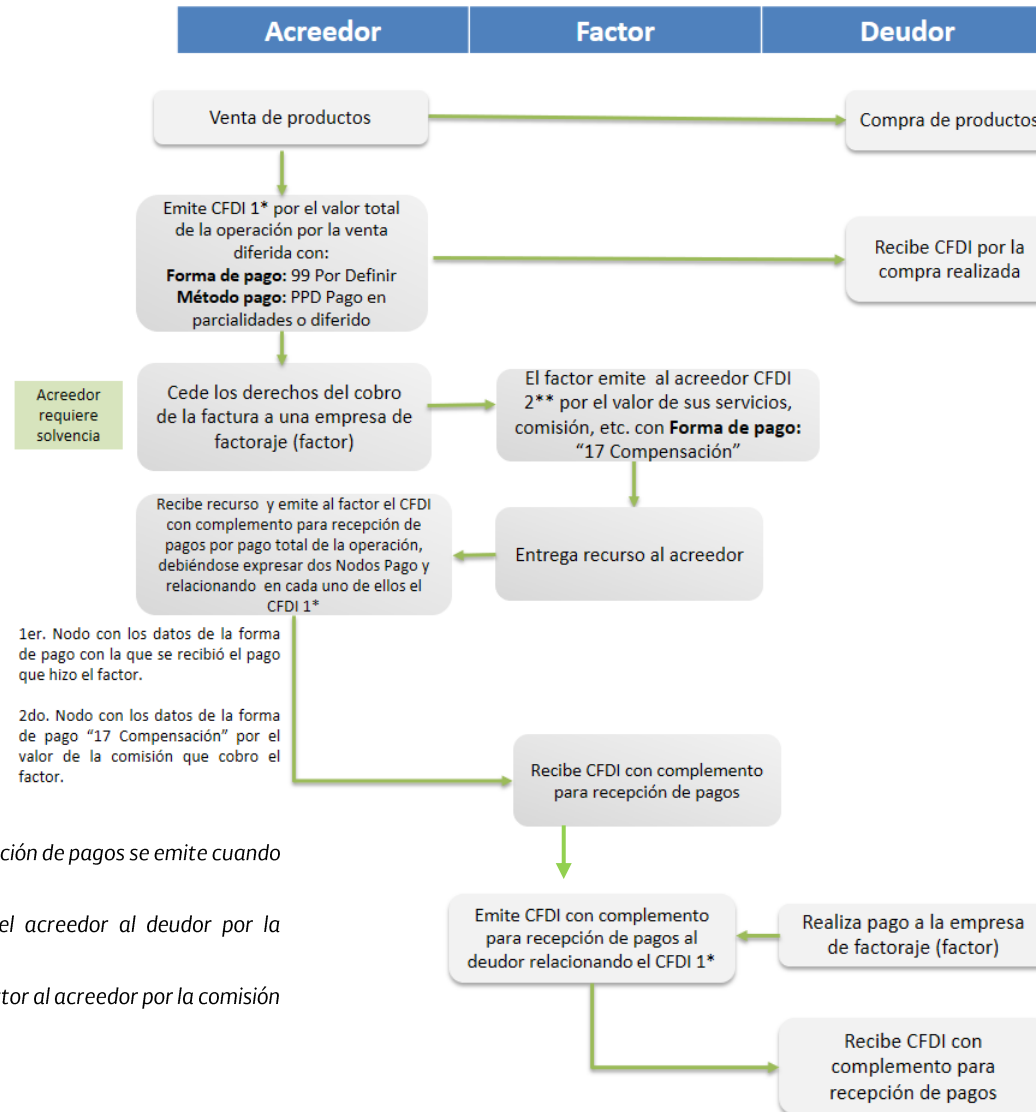 Acreedor
Factor
Deudor
Venta de productos
Compra de productos
Emite CFDI 1* por el valor total
de la operación por la venta
diferida con:
Forma de pago: 99 Por Definir
Método pago: PPD Pago en
parcialidades o diferido
Recibe CFDI por la
compra realizada
Acreedor
requiere
solvencia
Cede los derechos del cobro
de la factura a una empresa de
factoraje (factor)
El factor emite al acreedor CFDI
2** por el valor de sus servicios,
comisión, etc. con Forma de pago:
“17 Compensación”
Recibe recurso y emite al factor el CFDI
con complemento para recepción de
pagos por pago total de la operación,
debiéndose expresar dos Nodos Pago y
relacionando en cada uno de ellos el
CFDI 1*
Entrega recurso al acreedor
1er. Nodo con los datos de la forma
de pago con la que se recibió el pago
que hizo el factor.
2do. Nodo con los datos de la forma
de pago “17 Compensación” por el
valor de la comisión que cobro el
factor.
Recibe CFDI con complemento
para recepción de pagos
ción de pagos se emite cuando
el acreedor al deudor por la
tor al acreedor por la comisión
Emite CFDI con complemento
para recepción de pagos al
deudor relacionando el CFDI 1*
Realiza pago a la empresa
de factoraje (factor)
Recibe CFDI con
complemento para
recepción de pagos